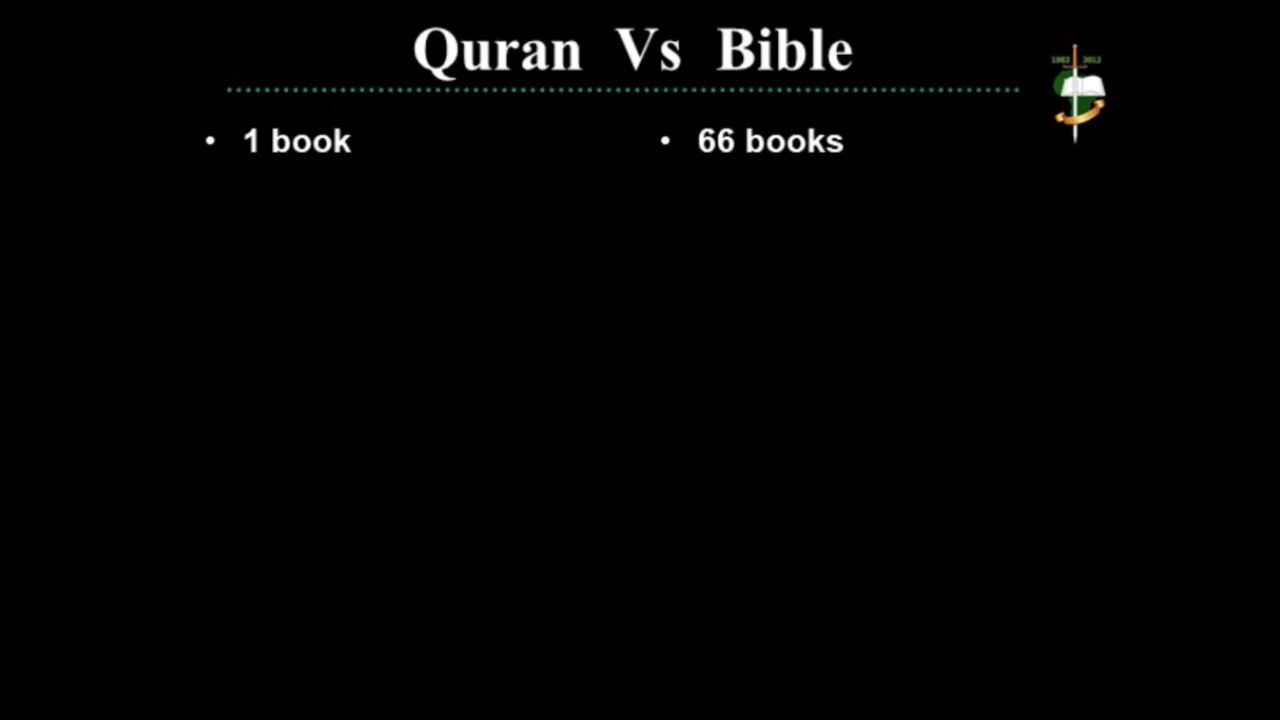 Quran Vs Bible
• 1 book
• 66 books